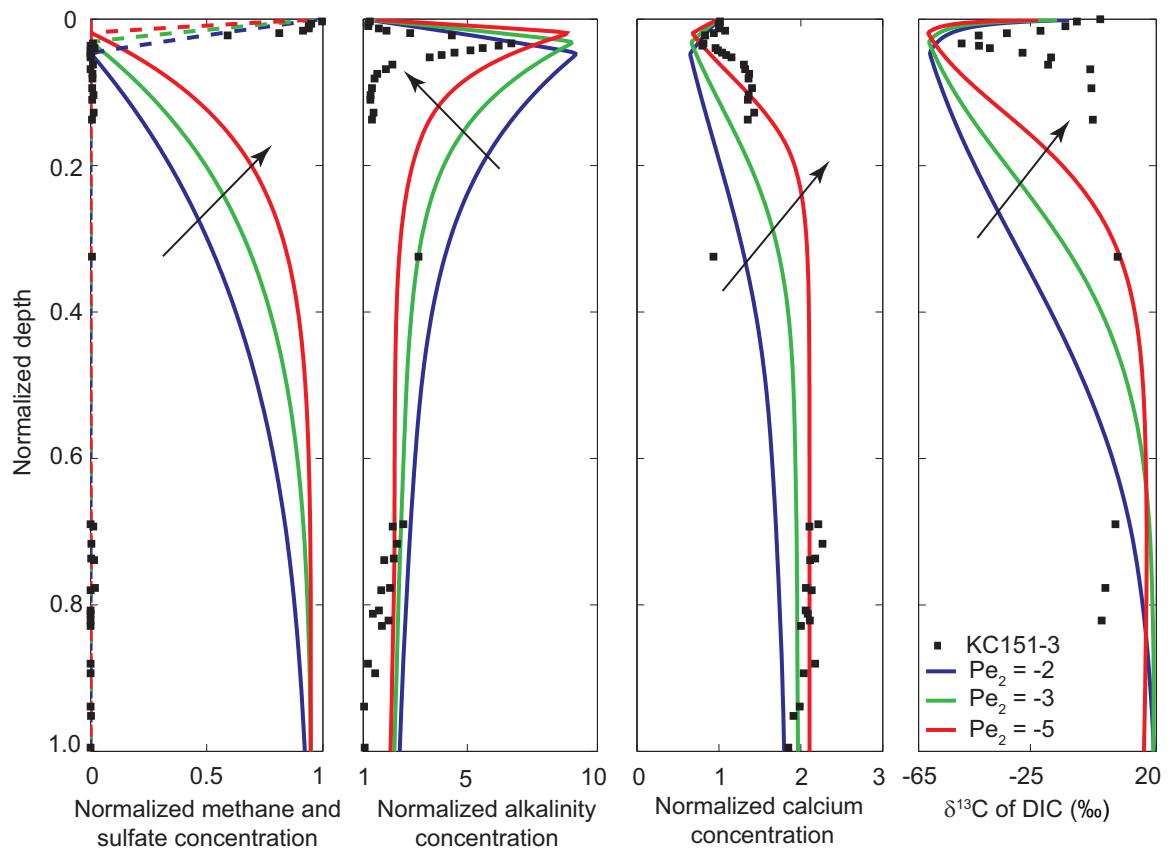 Normalized depth
0
0.2
0.4
0.6
0.8
1.0
0
0.5
1
Normalized methane and
sulfate concentration
1
5
10
Normalized alkalinity
concentration
0
1
2
3
Normalized calcium
concentration
KC151-3
Pe₂ = -2
Pe₂ = -3
Pe₂ = -5
-65
-25
20
δ¹³C of DIC (‰)